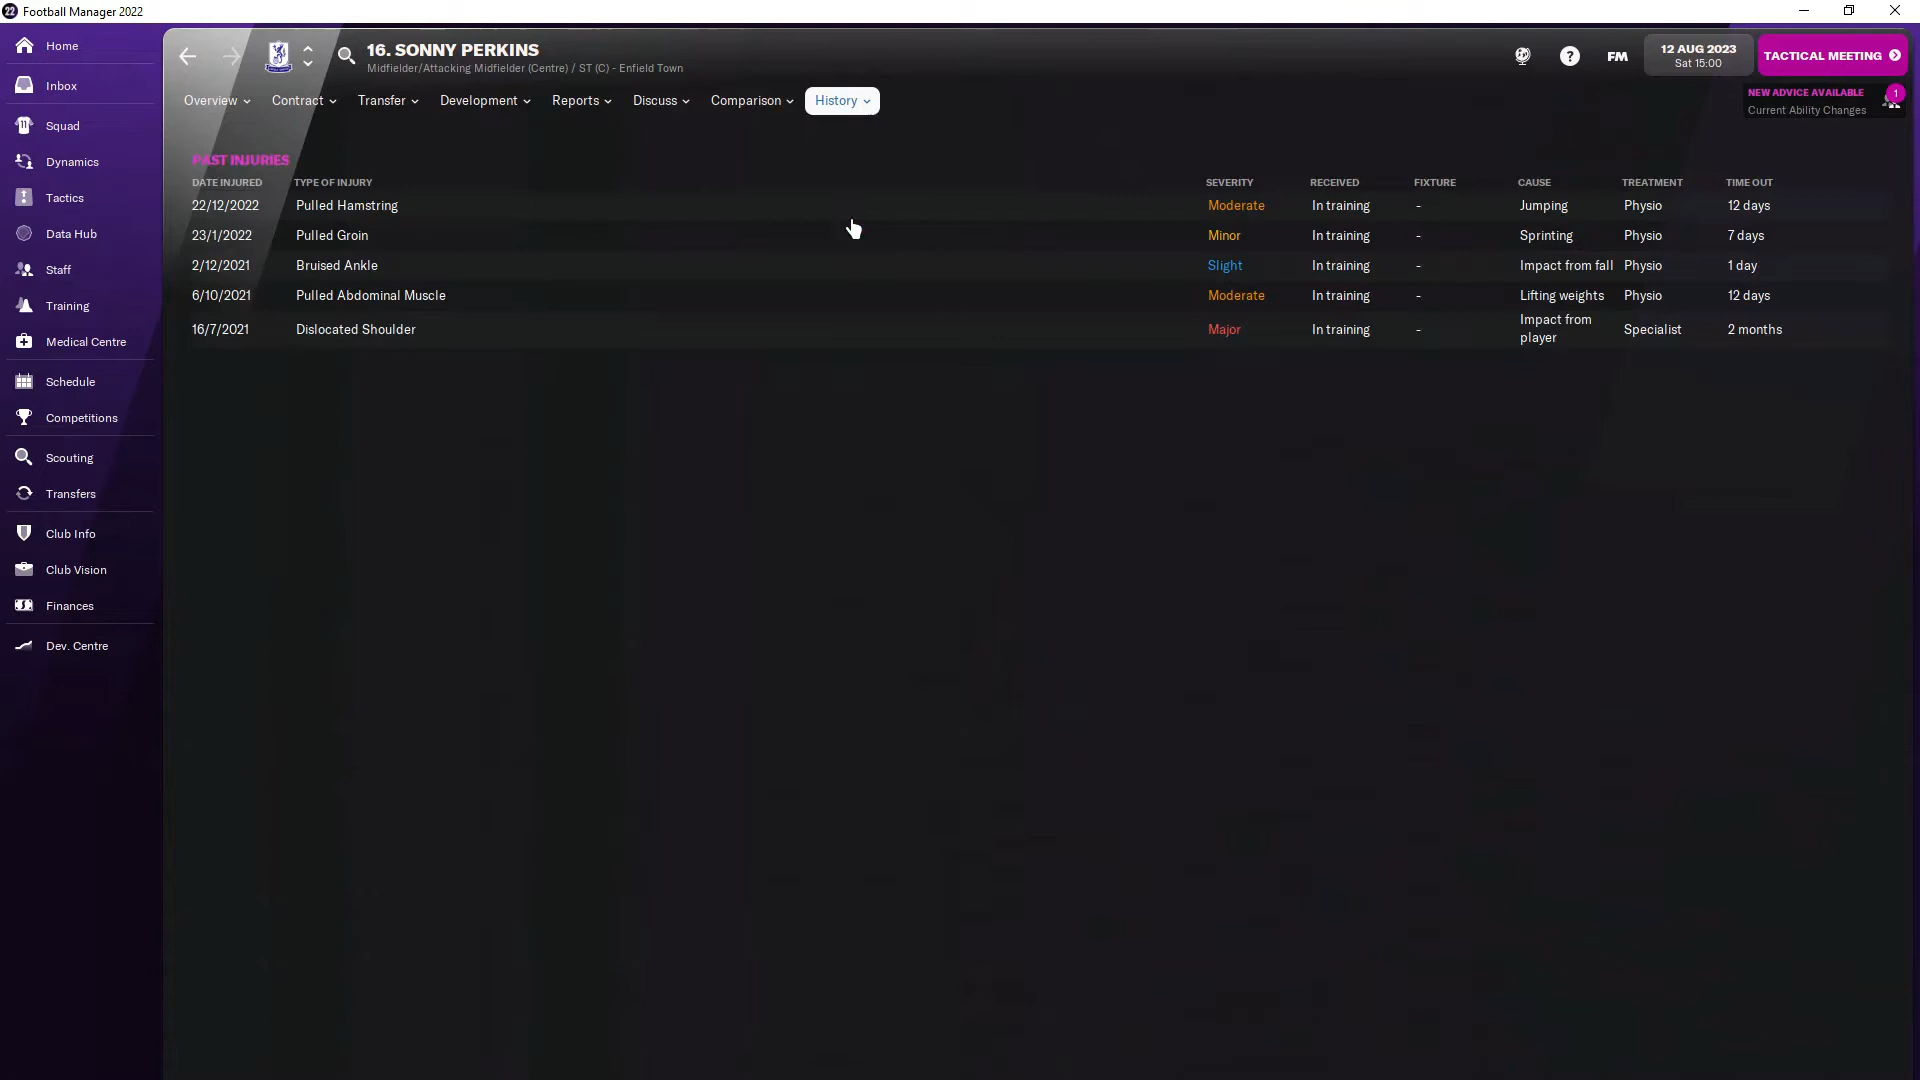 22 Football Manager 2022
Home
Inbox
Squad
Dynamics
Tactics
Data Hub
Staff
Training
Medical Centre
Schedule
Competitions
Scouting
Transfers
Club Info
Club Vision
Finances
Dev. Centre
16. SONNY PERKINS
Midfielder/Attacking Midfielder (Centre) / ST (C) - Enfield Town
? FM 12 AUG 2023 TACTICAL MEETING
Sat 15:00
Overview Contract Transfer Development Reports Discuss Comparison History
NEW ADVICE AVAILABLE 1
Current Ability Changes
PAST INJURIES
DATE INJURED TYPE OF INJURY SEVERITY RECEIVED FIXTURE CAUSE TREATMENT TIME OUT
22/12/2022 Pulled Hamstring Moderate In training - Jumping Physio 12 days
23/1/2022 Pulled Groin Minor In training - Sprinting Physio 7 days
2/12/2021 Bruised Ankle Slight In training - Impact from fall Physio 1 day
6/10/2021 Pulled Abdominal Muscle Moderate In training - Lifting weights Physio 12 days
16/7/2021 Dislocated Shoulder Major In training - Impact from player Specialist 2 months